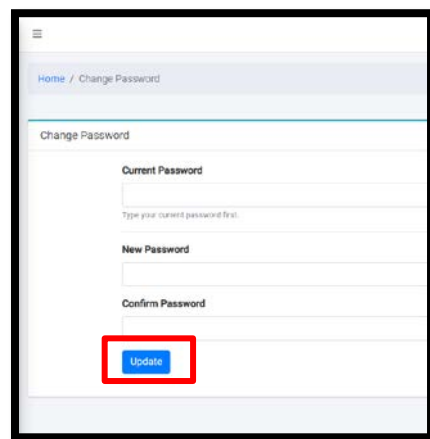 Home / Change Password
Change Password
Current Password
Type your current password first.
New Password
Confirm Password
Update